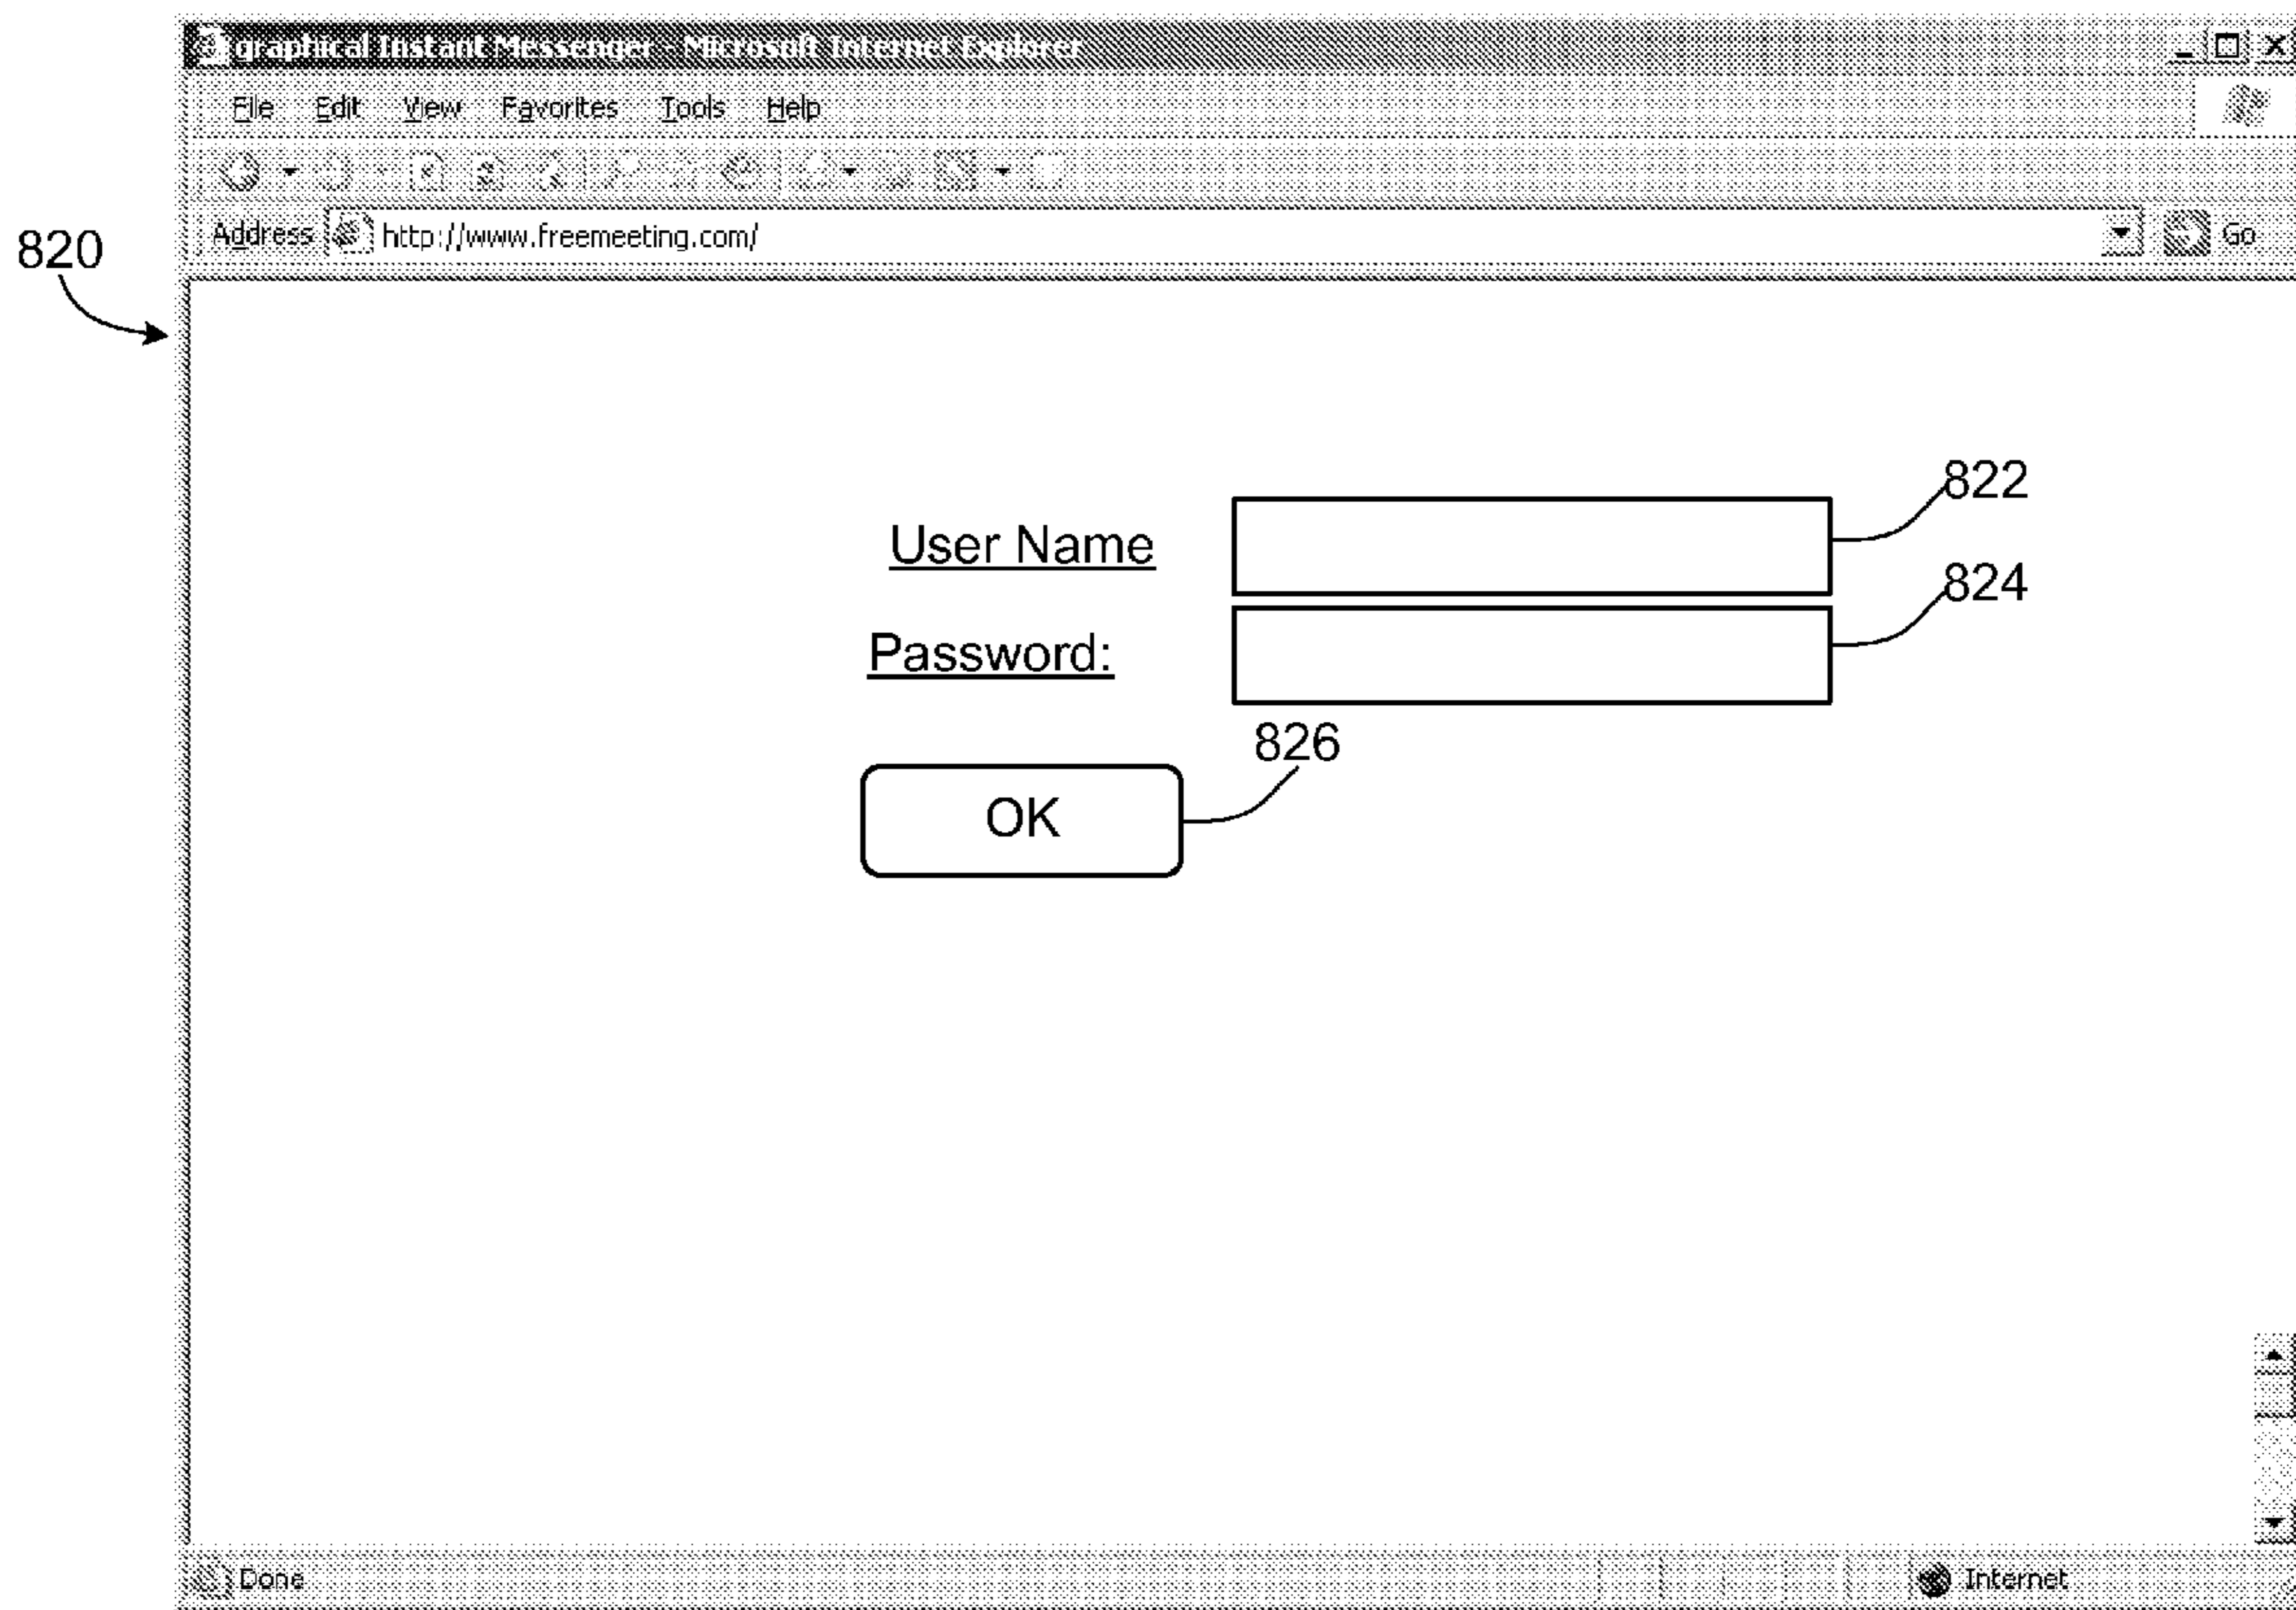 graphical Instant Messenger - Microsoft Internet Explorer
File Edit View Favorites Tools Help
Address http://www.freemeeting.com/ Go
820
822
User Name
824
Password:
826
OK
Done Internet